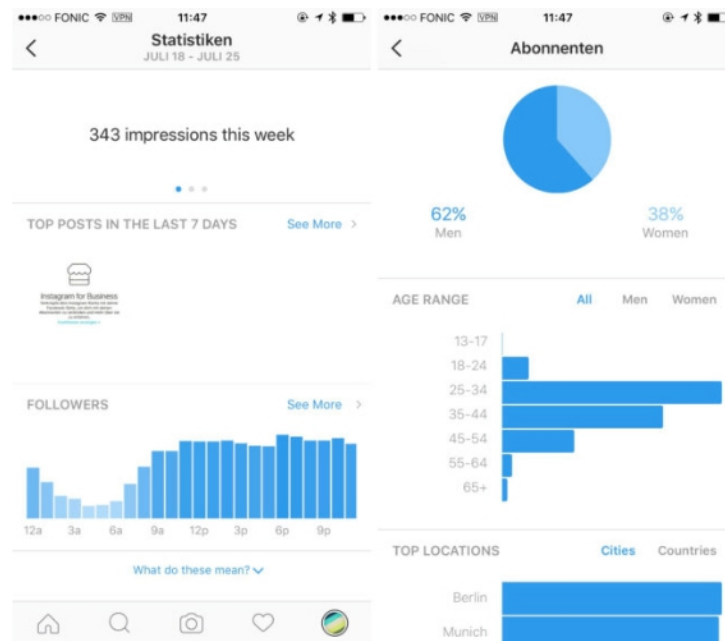 FONIC VPN 11:47
Statistiken
JULI 18 - JULI 25
343 impressions this week
TOP POSTS IN THE LAST 7 DAYS See More >
Instagram for Business
FOLLOWERS See More >
12a 3a 6a 9a 12p 3p 6p 9p
What do these mean?
FONIC VPN 11:47
Abonnenten
62% 38%
Men Women
AGE RANGE All Men Women
13-17
18-24
25-34
35-44
45-54
55-64
65+
TOP LOCATIONS Cities Countries
Berlin
Munich